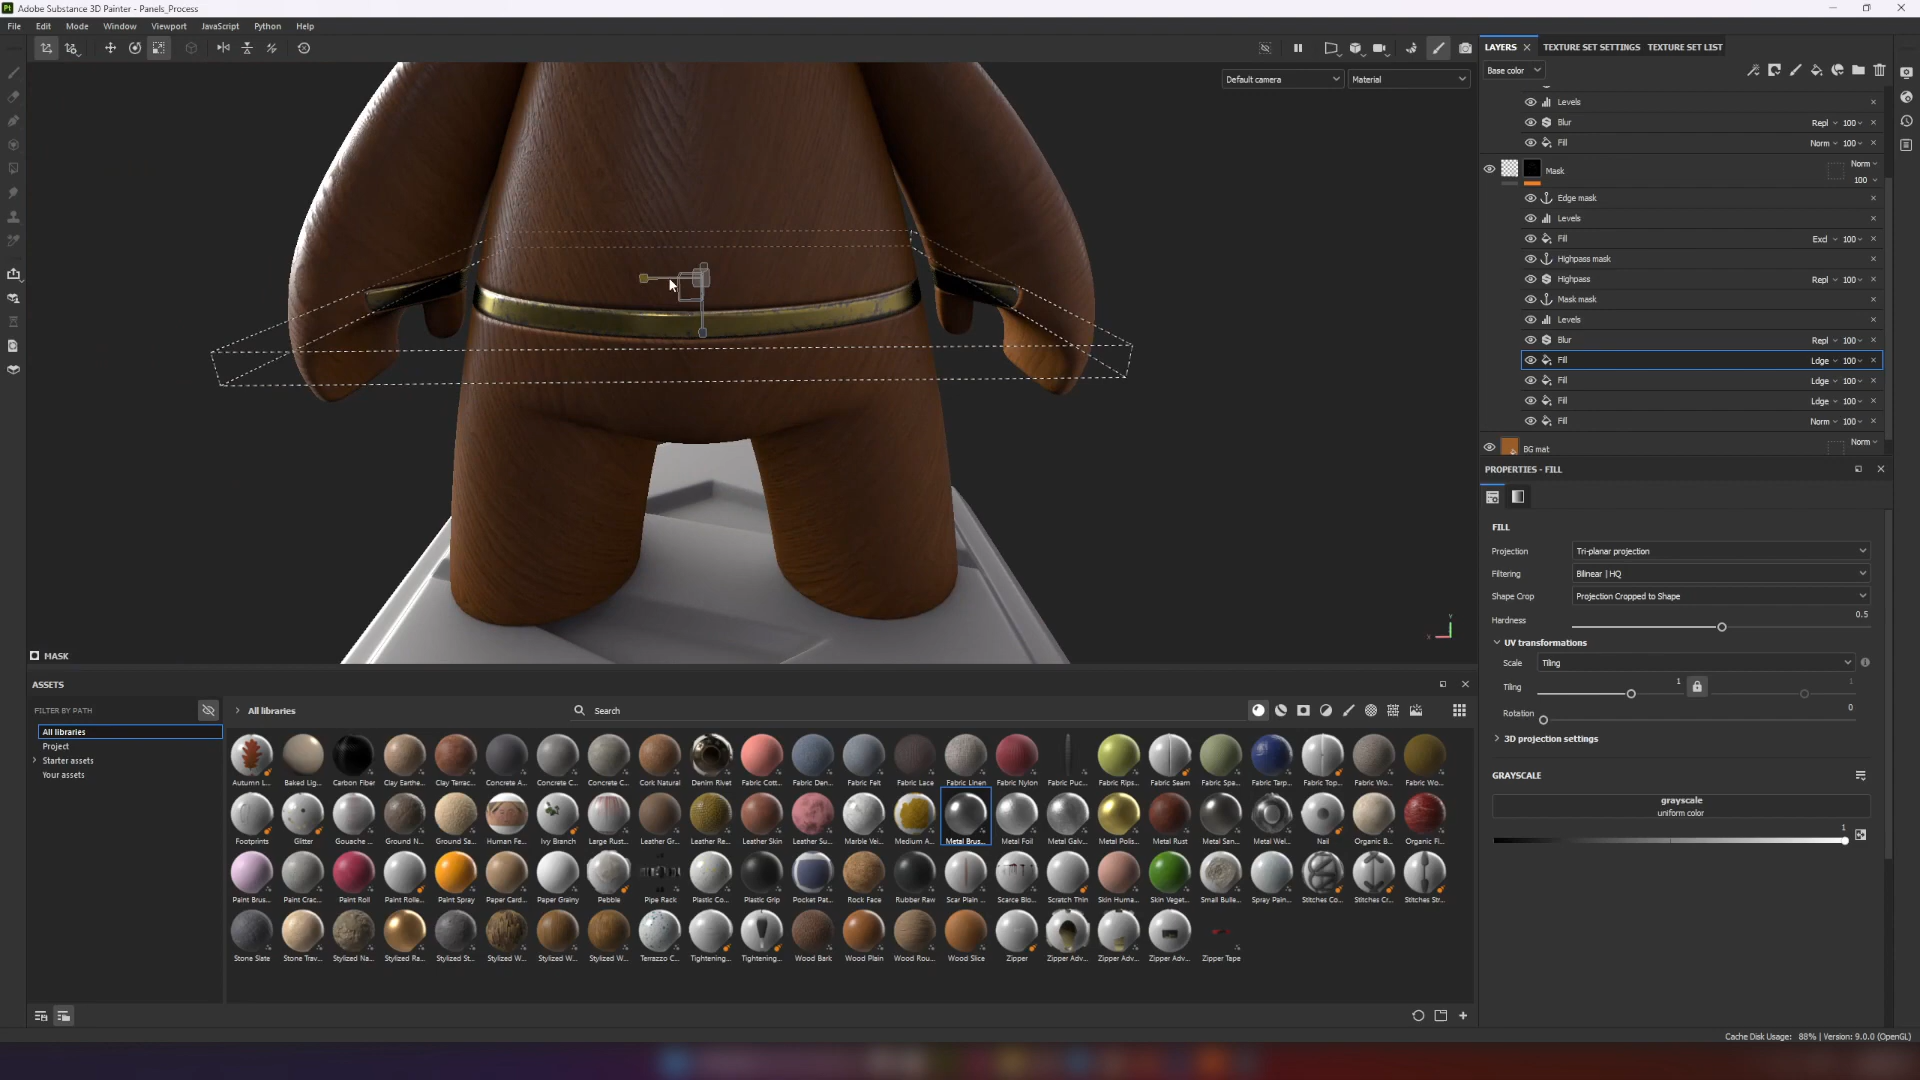 Adobe Substance 3D Painter - Panels_Process
File Edit Mode Window Viewport JavaScript Python Help
LAYERS TEXTURE SET SETTINGS TEXTURE SET LIST
Default camera Material
Base color
Levels
Blur Repl 100
Fill Norm 100
Mask Norm
100
Edge mask
Levels
Fill Excl 100
Highpass mask
Highpass Repl 100
Mask mask
Levels
Blur Repl 100
Fill Ldge 100
Fill Ldge 100
Fill Ldge 100
Fill Norm 100
BG mat Norm
PROPERTIES - FILL
FILL
Projection Tri-planar projection
Filtering Bilinear | HQ
Shape Crop Projection Cropped to Shape
Hardness 0.5
UV transformations
Scale Tiling
Tiling 1 1
Rotation 0
3D projection settings
GRAYSCALE
grayscale
uniform color
1
Y
X
MASK
ASSETS
FILTER BY PATH
All libraries
Project
Starter assets
Your assets
All libraries Search
Autumn L... Baked Lig... Carbon Fiber Clay Earthe... Clay Terrac... Concrete A... Concrete C... Concrete C... Cork Natural Denim Rivet Fabric Cott... Fabric Den... Fabric Felt Fabric Lace Fabric Linen Fabric Nylon Fabric Puc... Fabric Rips... Fabric Seam Fabric Spa... Fabric Tarp... Fabric Top... Fabric Wo... Fabric Wo...
Footprints Glitter Gouache ... Ground N... Ground Sa... Human Fe... Ivy Branch Large Rust... Leather Gr... Leather Re... Leather Skin Leather Su... Marble Vei... Medium A... Metal Brus... Metal Foil Metal Galv... Metal Polis... Metal Rust Metal San... Metal Wel... Nail Organic B... Organic Fl...
Paint Brus... Paint Crac... Paint Roll Paint Rolle... Paint Spray Paper Card... Paper Grainy Pebble Pipe Rack Plastic Co... Plastic Grip Pocket Pat... Rock Face Rubber Raw Scar Plain ... Scarce Blo... Scratch Thin Skin Huma... Skin Veget... Small Bulle... Spray Pain... Stitches Co... Stitches Cr... Stitches Str...
Stone Slate Stone Trav... Stylized Na... Stylized Ra... Stylized St... Stylized W... Stylized W... Stylized W... Terrazzo C... Tightening... Tightening... Wood Bark Wood Plain Wood Rou... Wood Slice Zipper Zipper Adv... Zipper Adv... Zipper Adv... Zipper Tape
Cache Disk Usage: 88% | Version: 9.0.0 (OpenGL)